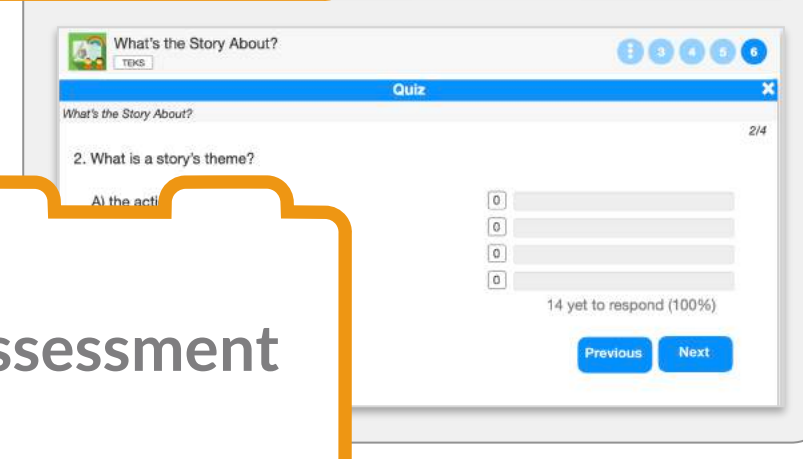 What's the Story About?
TEKS
3 4 5 6
Quiz
What's the Story About?
2/4
2. What is a story's theme?
A) the acti
0
0
0
0
14 yet to respond (100%)
Previous Next
ssessment